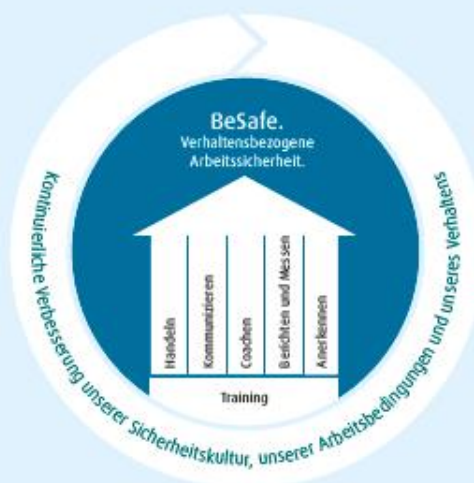 BeSafe.
Verhaltensbezogene
Arbeitssicherheit.
Handeln
Kommunizieren
Coachen
Berichten und Messen
Anerkennen
Training
Kontinuierliche Verbesserung unserer Sicherheitskultur, unserer Arbeitsbedingungen und unseres Verhaltens